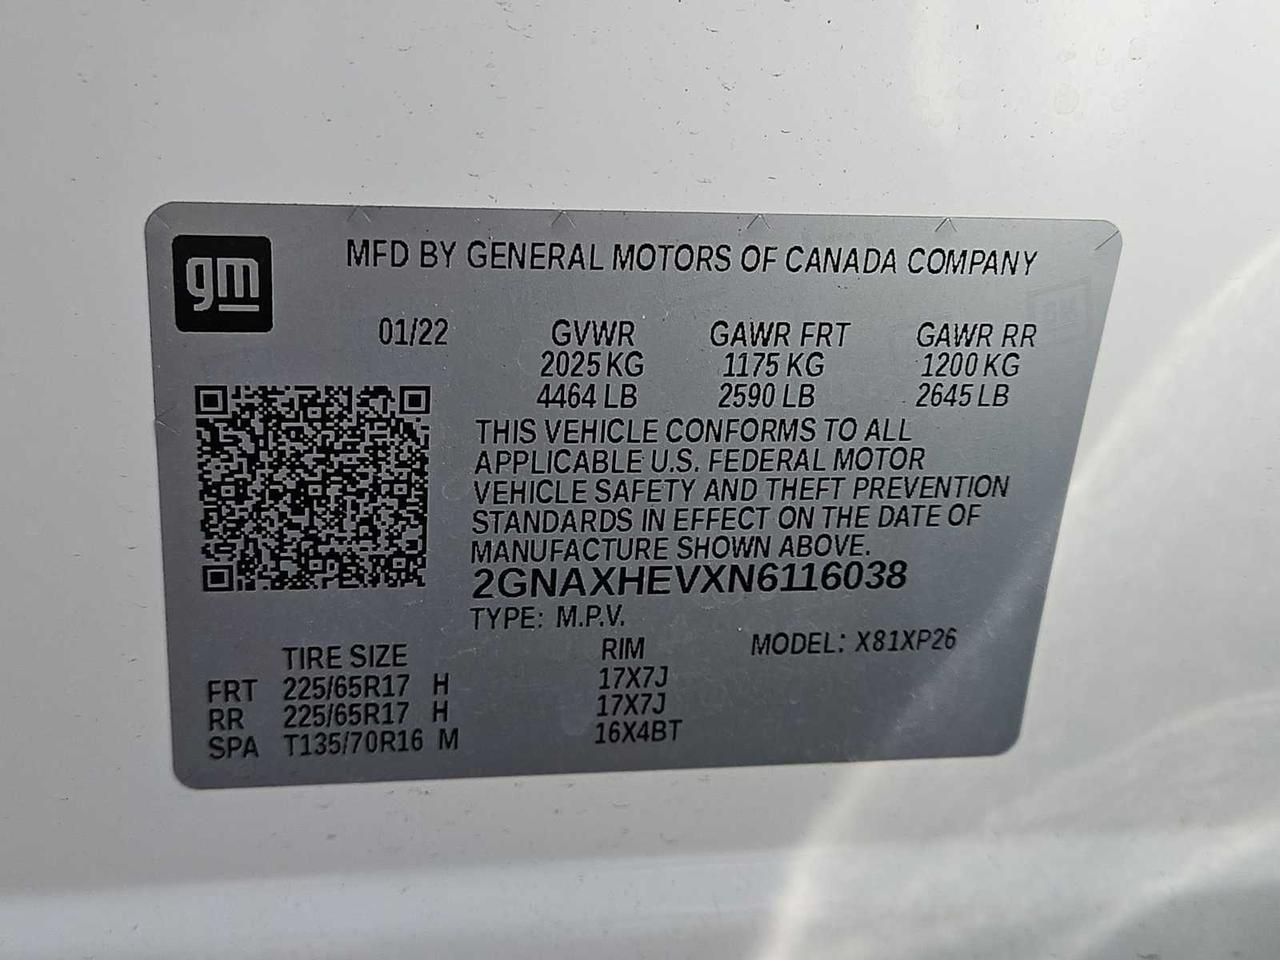 gm
MFD BY GENERAL MOTORS OF CANADA COMPANY
01/22 GVWR GAWR FRT GAWR RR
2025 KG 1175 KG 1200 KG
4464 LB 2590 LB 2645 LB
THIS VEHICLE CONFORMS TO ALL
APPLICABLE U.S. FEDERAL MOTOR
VEHICLE SAFETY AND THEFT PREVENTION
STANDARDS IN EFFECT ON THE DATE OF
MANUFACTURE SHOWN ABOVE.
2GNAXHEVXN6116038
TYPE: M.P.V.
TIRE SIZE RIM MODEL: X81XP26
FRT 225/65R17 H 17X7J
RR 225/65R17 H 17X7J
SPA T135/70R16 M 16X4BT